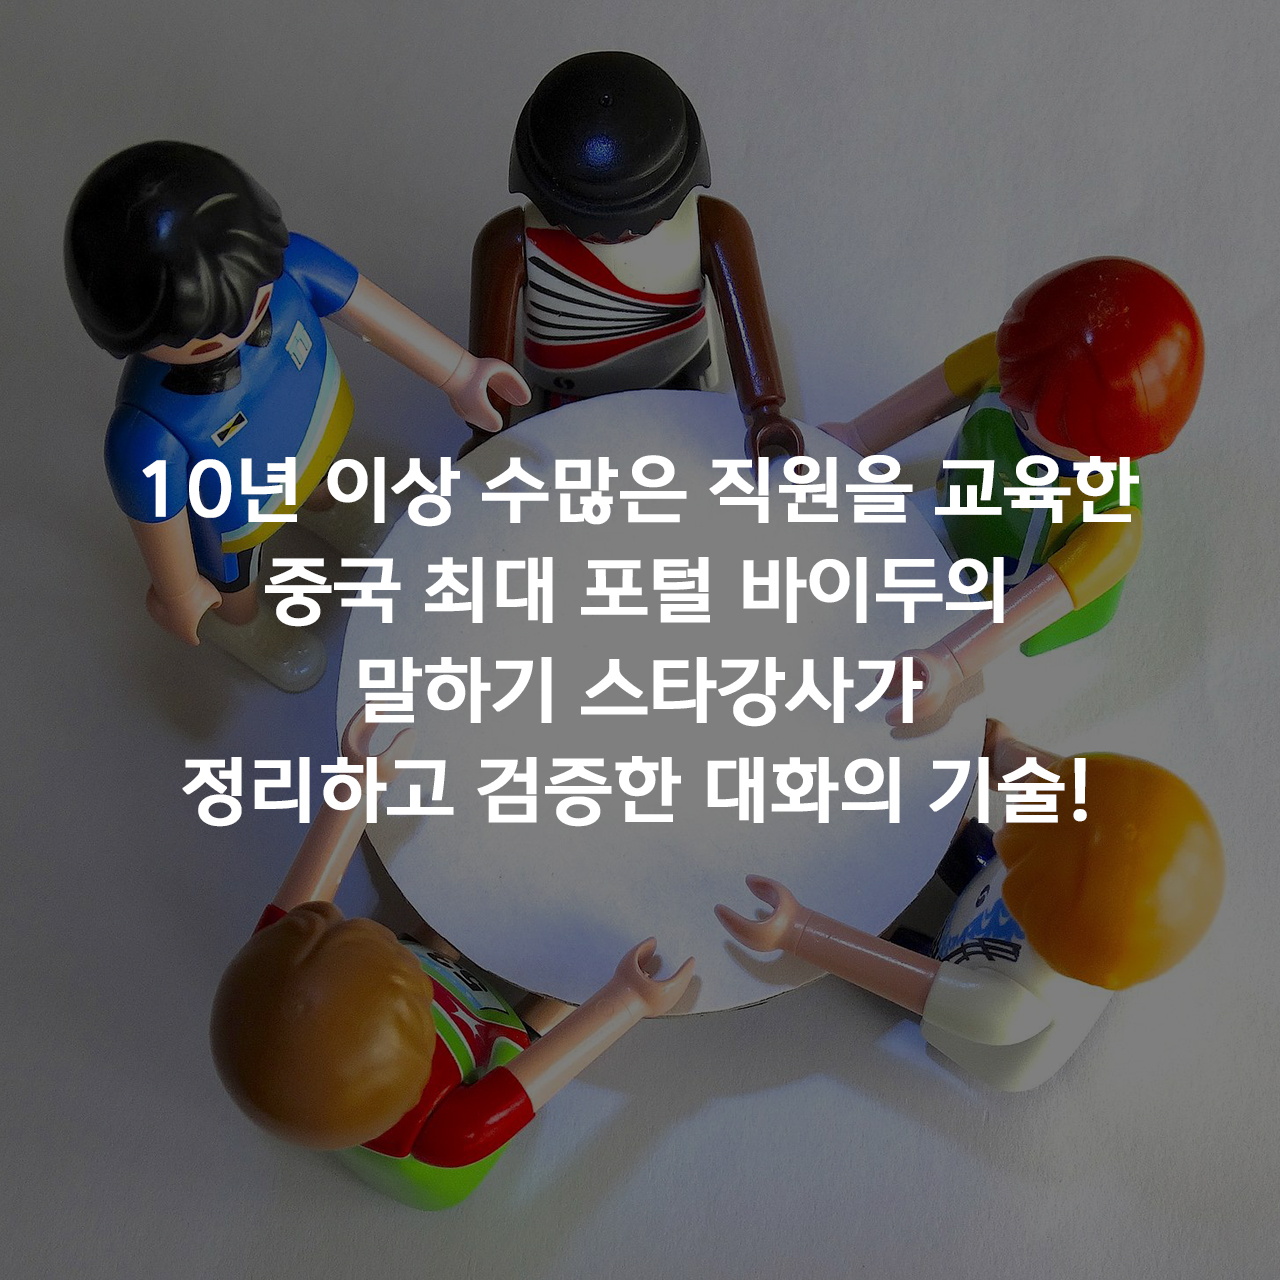 10년 이상 수많은 직원을 교육한
중국 최대 포털 바이두의
말하기 스타강사가
정리하고 검증한 대화의 기술!